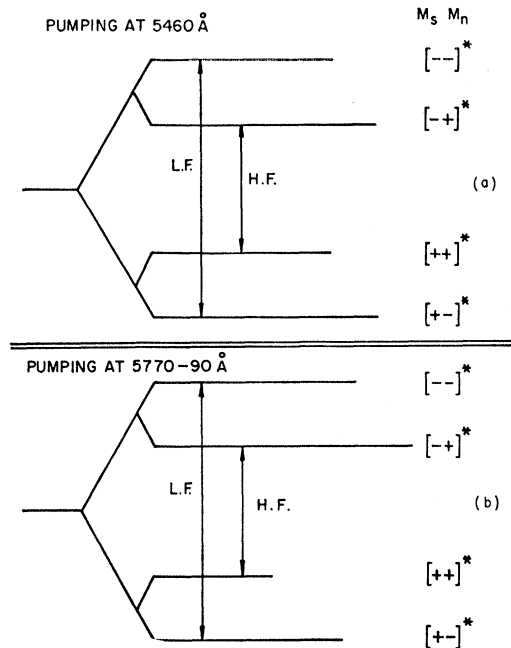 PUMPING AT 5460 Å
Ms Mn
[--]*
[-+]*
L.F.
H.F.
(a)
[++]*
[+-]*
PUMPING AT 5770-90 Å
[--]*
[-+]*
L.F.
H.F.
(b)
[++]*
[+-]*